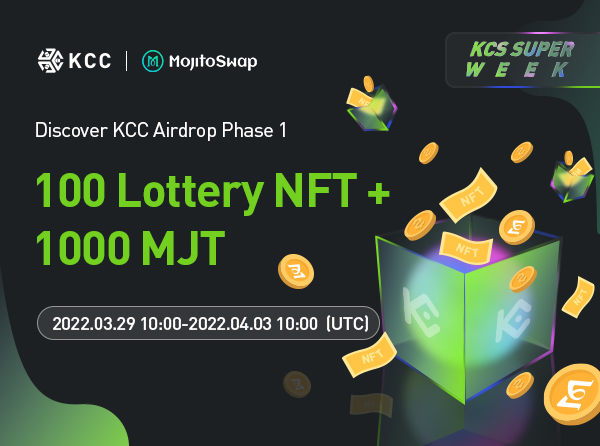 KCC
MojitoSwap
KCS SUPER
WEEK
Discover KCC Airdrop Phase 1
100 Lottery NFT +
1000 MJT
2022.03.29 10:00-2022.04.03 10:00 (UTC)
NFT
NFT
NFT
NFT